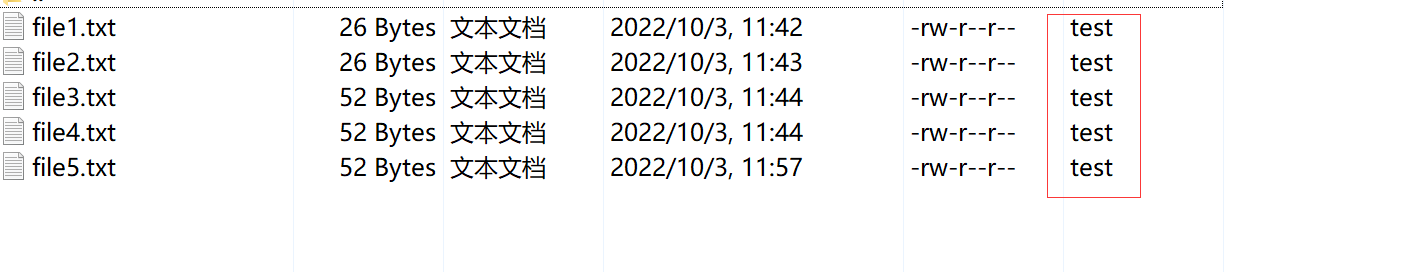 file1.txt 26 Bytes 文本文档 2022/10/3, 11:42 -rw-r--r-- test
file2.txt 26 Bytes 文本文档 2022/10/3, 11:43 -rw-r--r-- test
file3.txt 52 Bytes 文本文档 2022/10/3, 11:44 -rw-r--r-- test
file4.txt 52 Bytes 文本文档 2022/10/3, 11:44 -rw-r--r-- test
file5.txt 52 Bytes 文本文档 2022/10/3, 11:57 -rw-r--r-- test